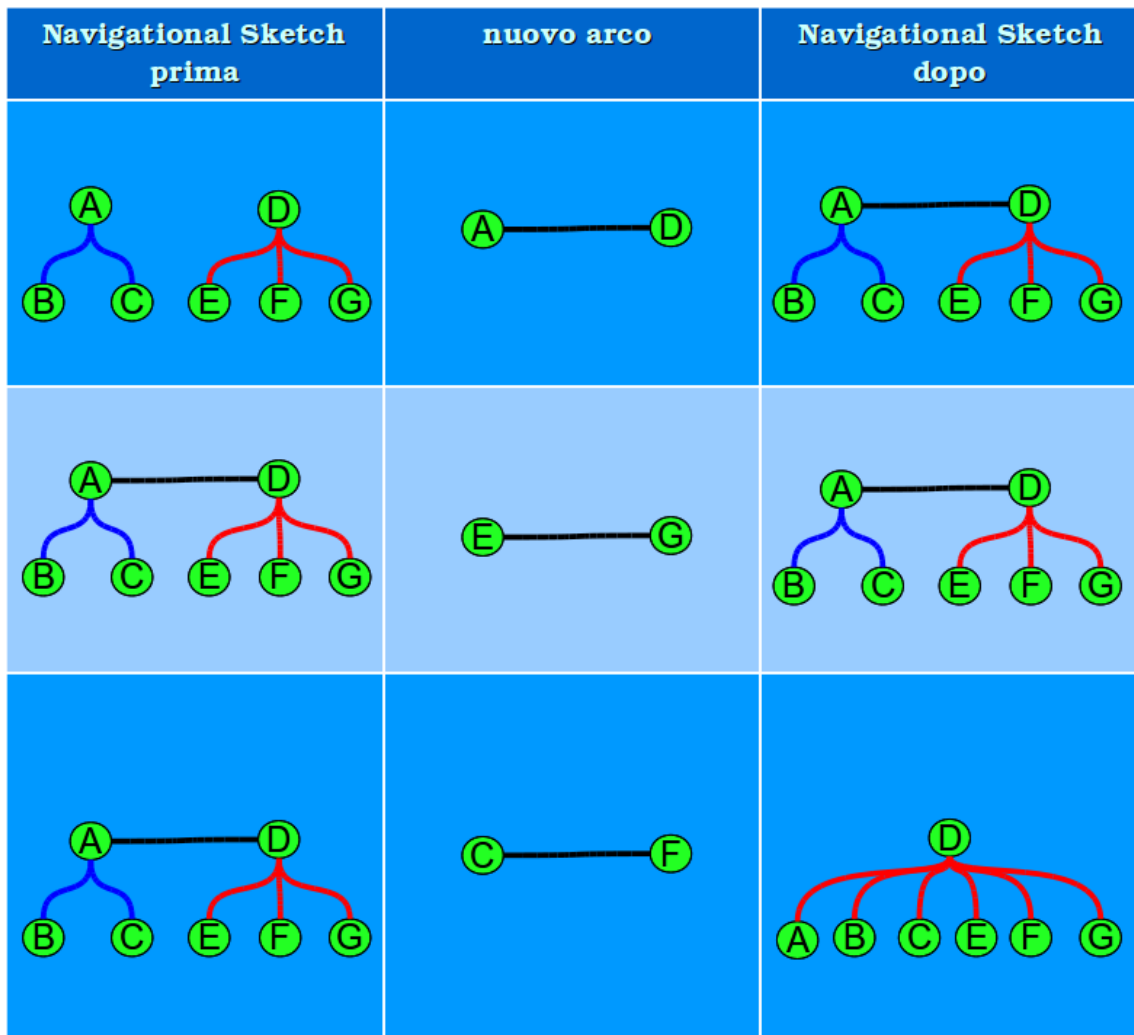 Navigational Sketch
prima
nuovo arco
Navigational Sketch
dopo
A D
B C E F G
A D
A D
B C E F G
A D
B C E F G
E G
A D
B C E F G
A D
B C E F G
C F
D
A B C E F G